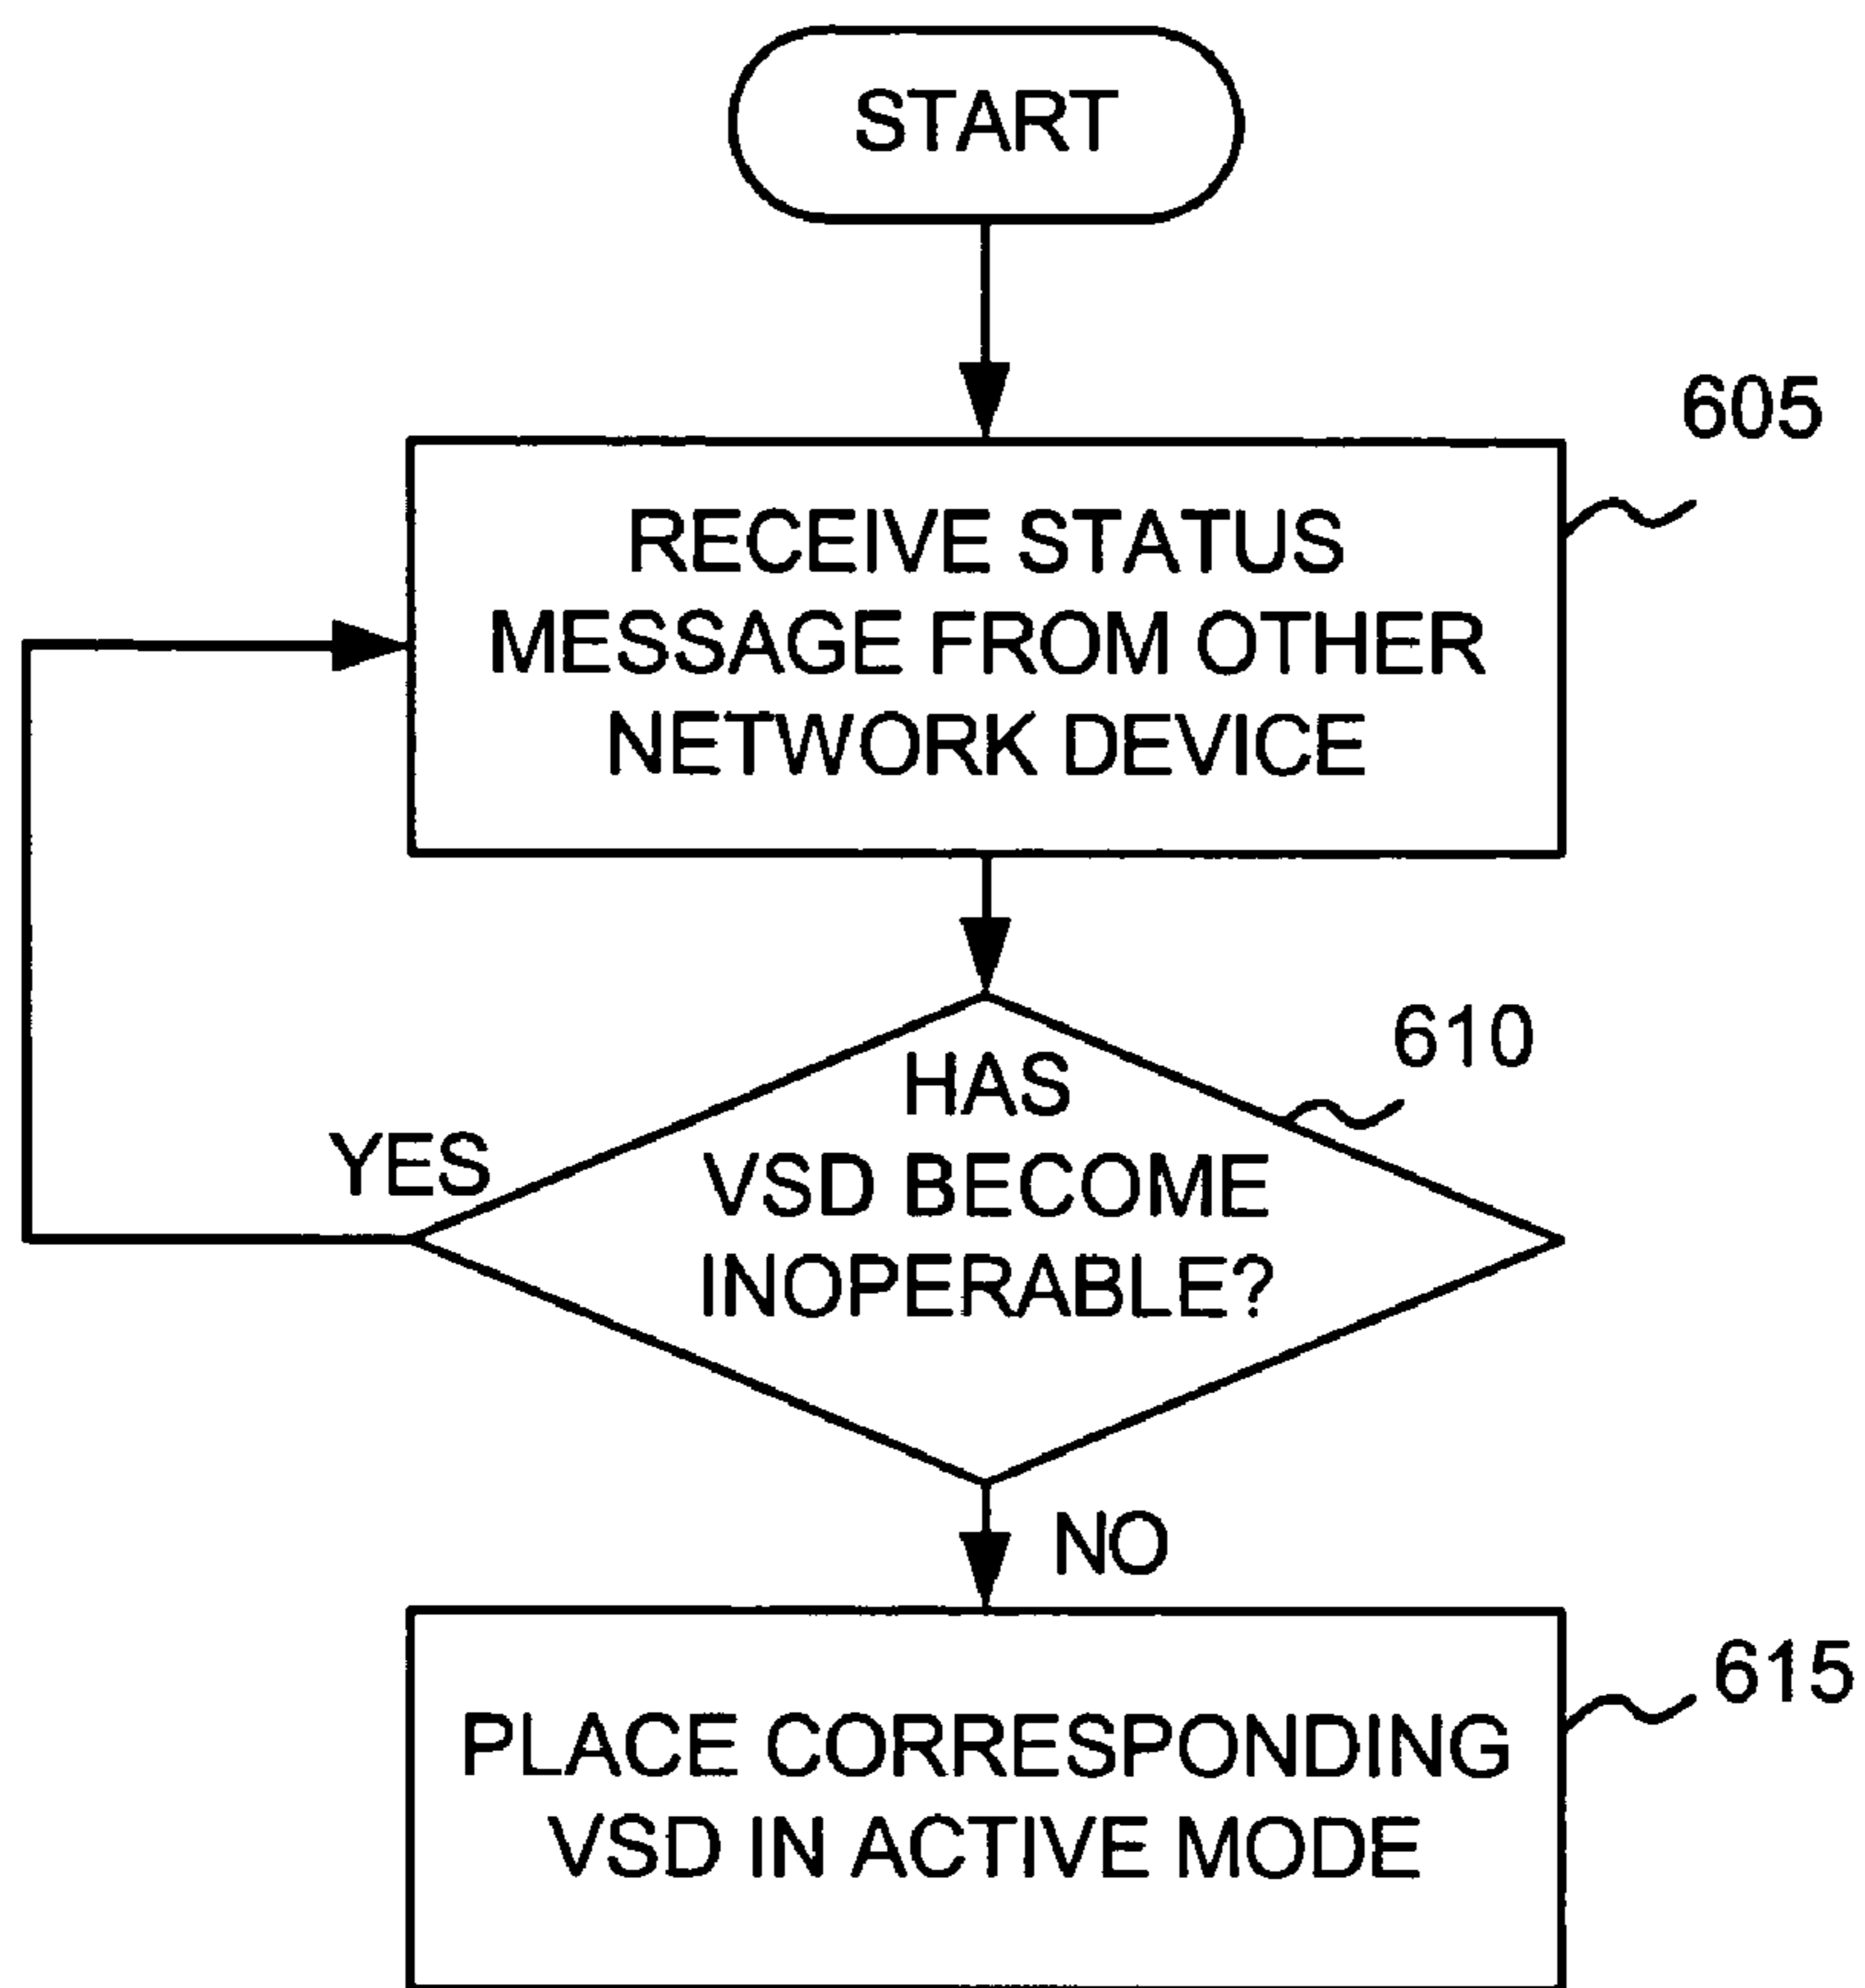 START
605
RECEIVE STATUS
MESSAGE FROM OTHER
NETWORK DEVICE
610
HAS
VSD BECOME
INOPERABLE?
YES
NO
615
PLACE CORRESPONDING
VSD IN ACTIVE MODE